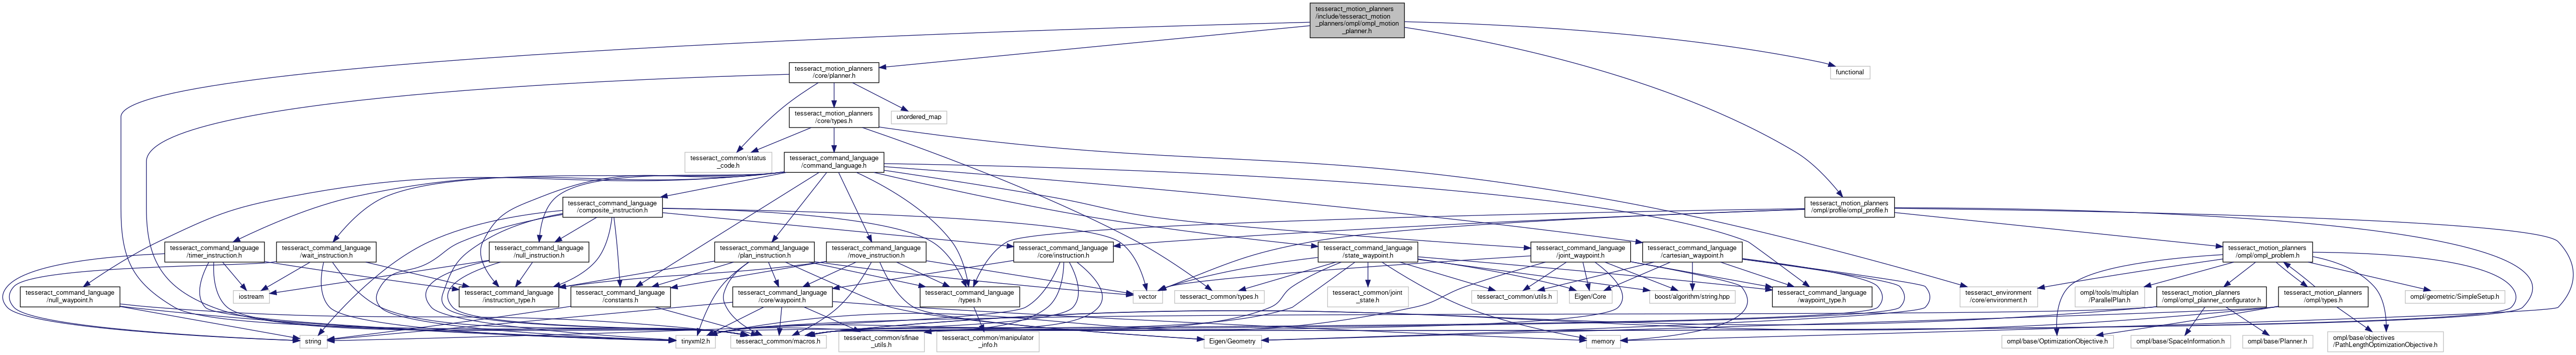 tesseract_motion_planners
/include/tesseract_motion
_planners/ompl/ompl_motion
_planner.h
tesseract_motion_planners
/core/planner.h
functional
tesseract_motion_planners
/core/types.h
unordered_map
tesseract_common/status
_code.h
tesseract_command_language
/command_language.h
tesseract_command_language
/composite_instruction.h
tesseract_motion_planners
/ompl/profile/ompl_profile.h
tesseract_command_language
/timer_instruction.h
tesseract_command_language
/wait_instruction.h
tesseract_command_language
/null_instruction.h
tesseract_command_language
/plan_instruction.h
tesseract_command_language
/move_instruction.h
tesseract_command_language
/core/instruction.h
tesseract_command_language
/state_waypoint.h
tesseract_command_language
/joint_waypoint.h
tesseract_command_language
/cartesian_waypoint.h
tesseract_motion_planners
/ompl/ompl_problem.h
tesseract_command_language
/null_waypoint.h
iostream
tesseract_command_language
/instruction_type.h
tesseract_command_language
/constants.h
tesseract_command_language
/core/waypoint.h
tesseract_command_language
/types.h
vector
tesseract_common/types.h
tesseract_common/joint
_state.h
tesseract_common/utils.h
Eigen/Core
boost/algorithm/string.hpp
tesseract_command_language
/waypoint_type.h
tesseract_environment
/core/environment.h
ompl/tools/multiplan
/ParallelPlan.h
tesseract_motion_planners
/ompl/ompl_planner_configurator.h
tesseract_motion_planners
/ompl/types.h
ompl/geometric/SimpleSetup.h
string
tinyxml2.h
tesseract_common/macros.h
tesseract_common/sfinae
_utils.h
tesseract_common/manipulator
_info.h
Eigen/Geometry
memory
ompl/base/OptimizationObjective.h
ompl/base/SpaceInformation.h
ompl/base/Planner.h
ompl/base/objectives
/PathLengthOptimizationObjective.h